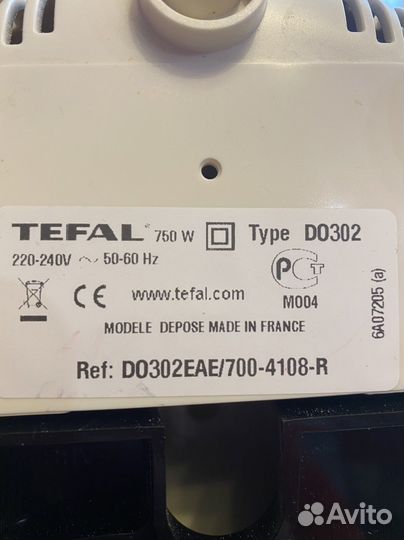 TEFAL® 750 W Type DO302
220-240V ~ 50-60 Hz
PCT
CE www.tefal.com M004
MODELE DEPOSE MADE IN FRANCE
6A07205 (a)
Ref: DO302EAE/700-4108-R
Avito